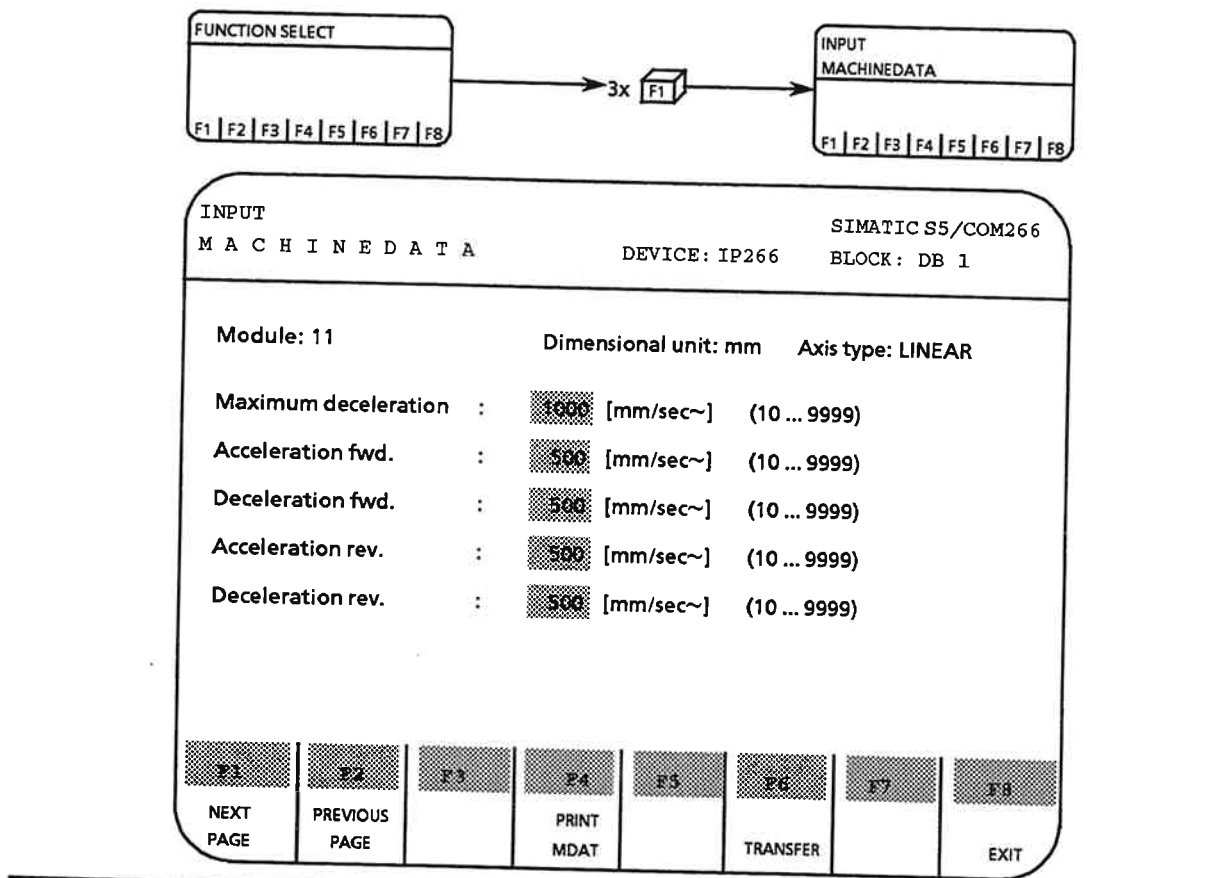 FUNCTION SELECT
F1 F2 F3 F4 F5 F6 F7 F8
3x F1
INPUT
MACHINEDATA
F1 F2 F3 F4 F5 F6 F7 F8
INPUT
SIMATIC S5/COM266
M A C H I N E D A T A DEVICE: IP266 BLOCK: DB 1
Module: 11 Dimensional unit: mm Axis type: LINEAR
Maximum deceleration : 1000 [mm/sec~] (10 ... 9999)
Acceleration fwd. : 500 [mm/sec~] (10 ... 9999)
Deceleration fwd. : 500 [mm/sec~] (10 ... 9999)
Acceleration rev. : 500 [mm/sec~] (10 ... 9999)
Deceleration rev. : 500 [mm/sec~] (10 ... 9999)
F1 F2 F3 F4 F5 F6 F7 F8
NEXT PREVIOUS PRINT
PAGE PAGE MDAT TRANSFER EXIT